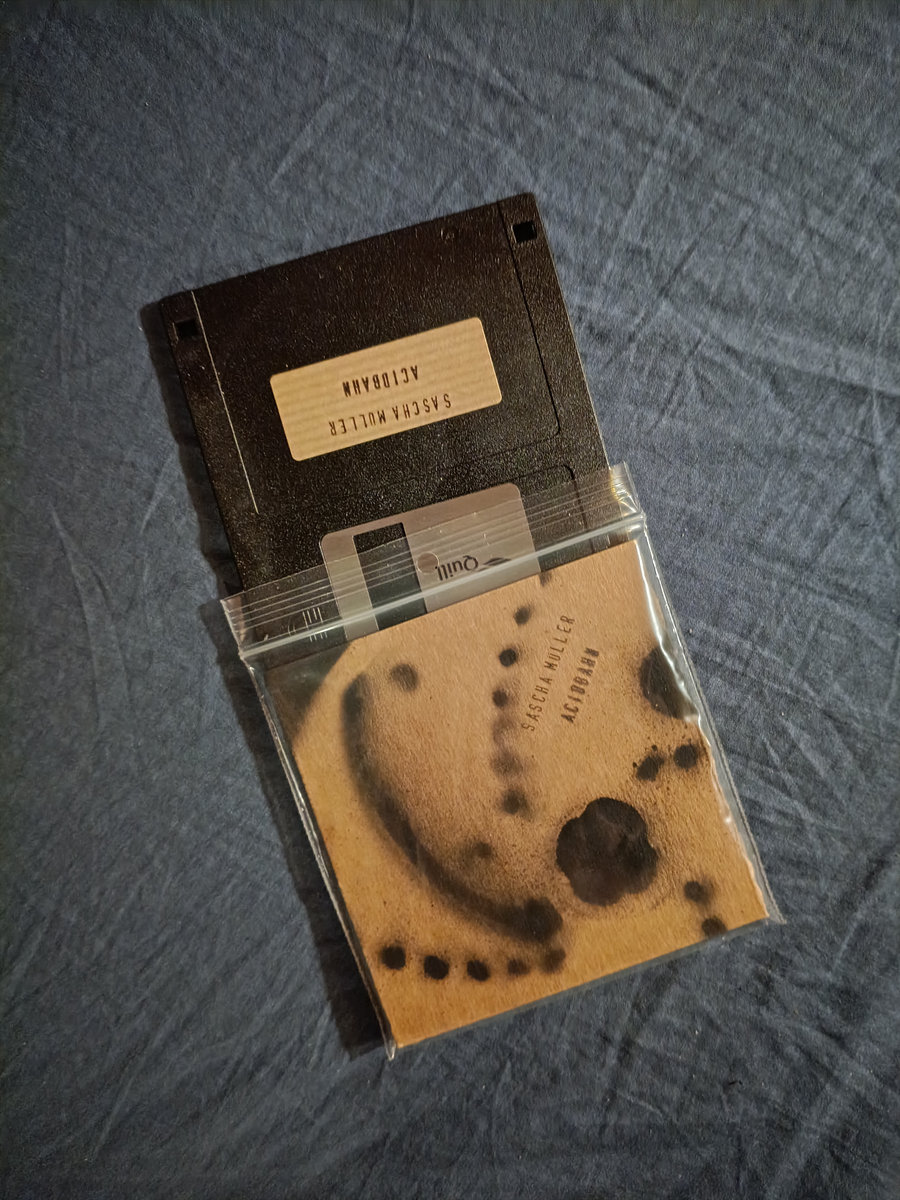 SASCHA MULLER
ACIDBAHN
Quill
SASCHA MULLER
ACIDBAHN